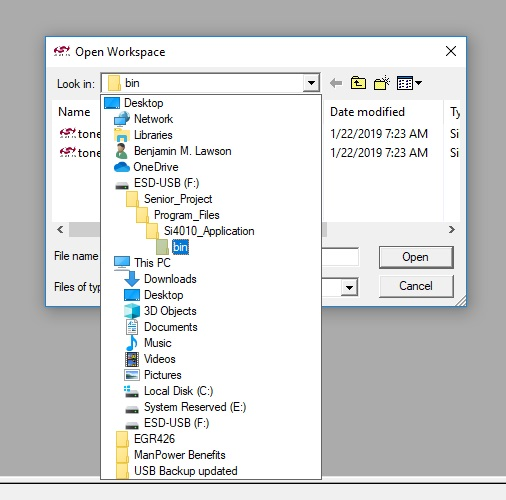 Open Workspace
Look in: bin
Desktop
Name Date modified Ty
Network
Libraries
tone 1/22/2019 7:23 AM Si
Benjamin M. Lawson
tone 1/22/2019 7:23 AM Si
OneDrive
ESD-USB (F:)
Senior_Project
Program_Files
Si4010_Application
bin
File name Open
This PC
Downloads
Files of typ Cancel
Desktop
3D Objects
Documents
Music
Videos
Pictures
Local Disk (C:)
System Reserved (E:)
ESD-USB (F:)
EGR426
ManPower Benefits
USB Backup updated